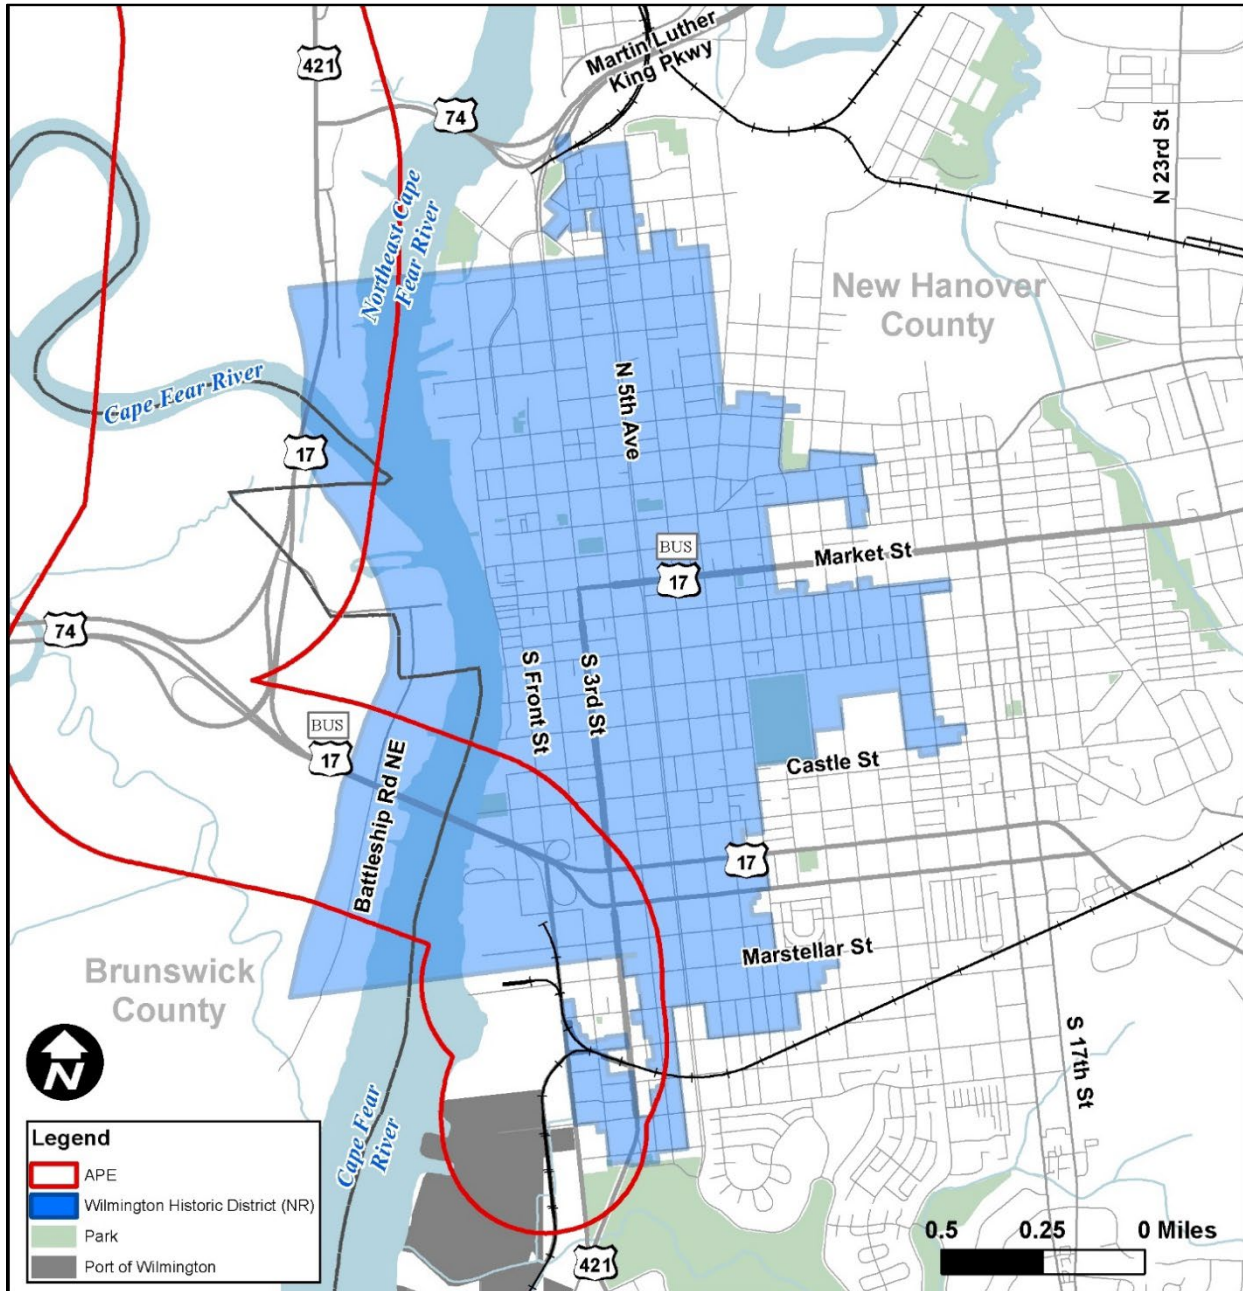 421
Martin Luther
King Pkwy
74
N 23rd St
Northeast Cape
Fear River
New Hanover
County
Cape Fear River
N 5th Ave
17
BUS
17
Market St
74
S Front St
S 3rd St
BUS
17
Castle St
Battleship Rd NE
17
Marstellar St
Brunswick
County
S 17th St
N
Cape Fear
River
Legend
APE
Wilmington Historic District (NR)
Park
Port of Wilmington
421
0.5 0.25 0 Miles